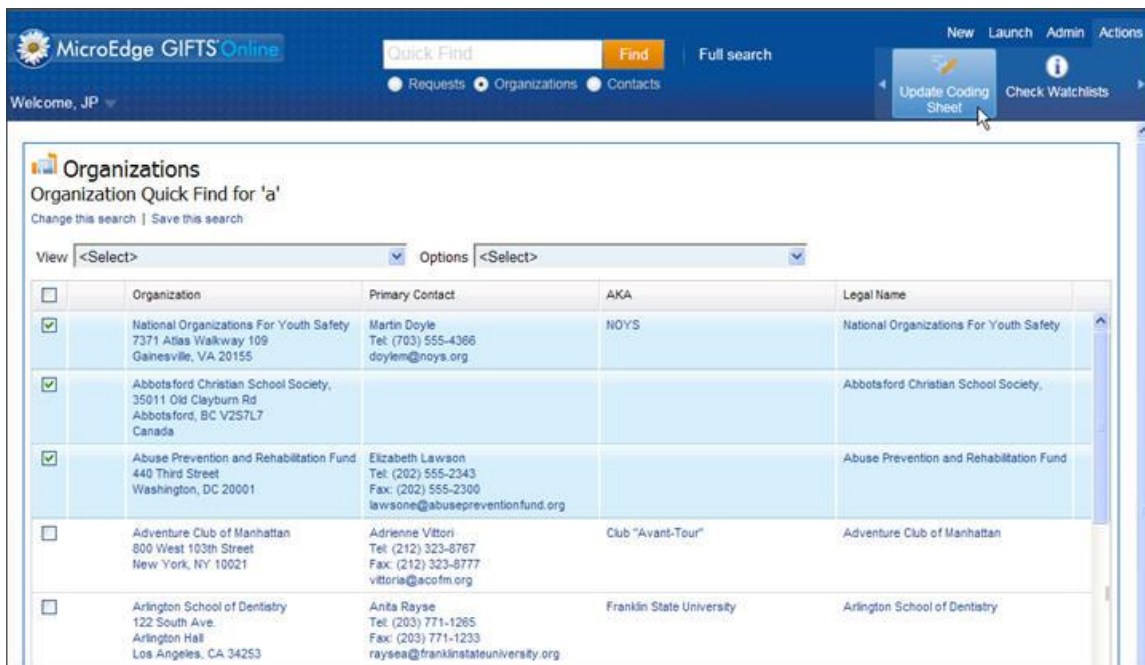 MicroEdge GIFTS Online
Quick Find
Find
Full search
Requests Organizations Contacts
New Launch Admin Actions
Update Coding
Sheet
Check Watchlists
Welcome, JP
Organizations
Organization Quick Find for 'a'
Change this search | Save this search
View <Select> Options <Select>
Organization Primary Contact AKA Legal Name
National Organizations For Youth Safety Martin Doyle NOYS National Organizations For Youth Safety
7371 Atlas Walkway 109 Tel: (703) 555-4366
Gainesville, VA 20155 doylem@noys.org
Abbotsford Christian School Society, Abbotsford Christian School Society,
35011 Old Clayburn Rd
Abbotsford, BC V2S7L7
Canada
Abuse Prevention and Rehabilitation Fund Elizabeth Lawson Abuse Prevention and Rehabilitation Fund
440 Third Street Tel: (202) 555-2343
Washington, DC 20001 Fax: (202) 555-2300
lawsone@abusepreventionfund.org
Adventure Club of Manhattan Adrienne Vittori Club "Avant-Tour" Adventure Club of Manhattan
800 West 103th Street Tel: (212) 323-8767
New York, NY 10021 Fax: (212) 323-8777
vittoria@acofm.org
Arlington School of Dentistry Anita Rayse Franklin State University Arlington School of Dentistry
122 South Ave. Tel: (203) 771-1265
Arlington Hall Fax: (203) 771-1233
Los Angeles, CA 34253 raysea@franklinstateuniversity.org